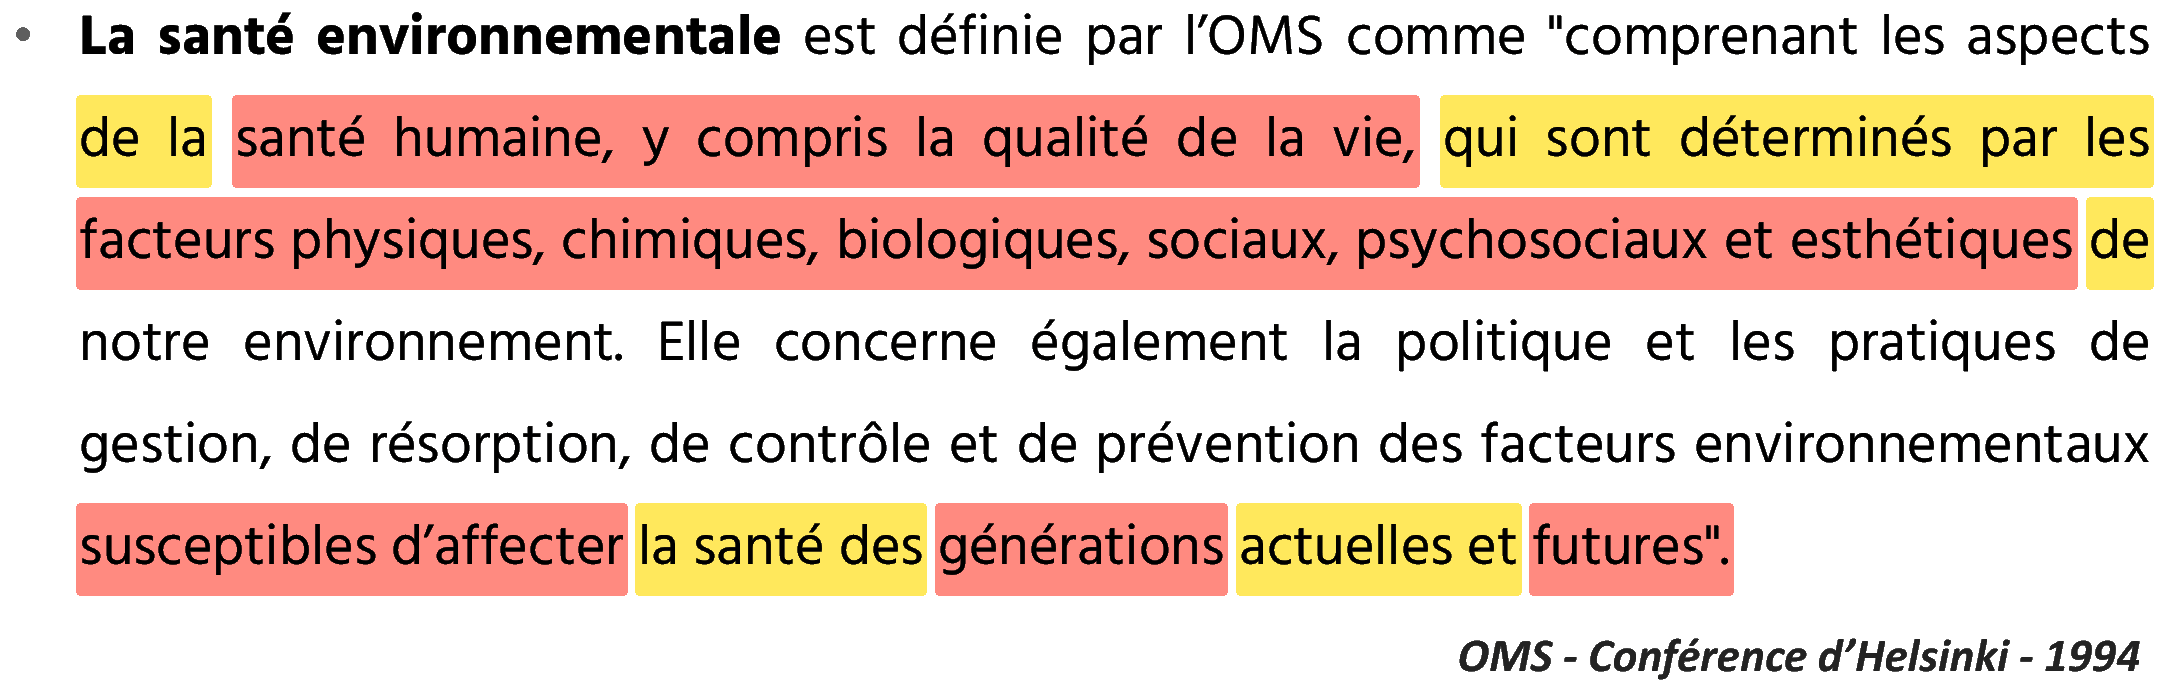 • La santé environnementale est définie par l’OMS comme "comprenant les aspects
de la santé humaine, y compris la qualité de la vie, qui sont déterminés par les
facteurs physiques, chimiques, biologiques, sociaux, psychosociaux et esthétiques de
notre environnement. Elle concerne également la politique et les pratiques de
gestion, de résorption, de contrôle et de prévention des facteurs environnementaux
susceptibles d’affecter la santé des générations actuelles et futures".
OMS - Conférence d’Helsinki - 1994